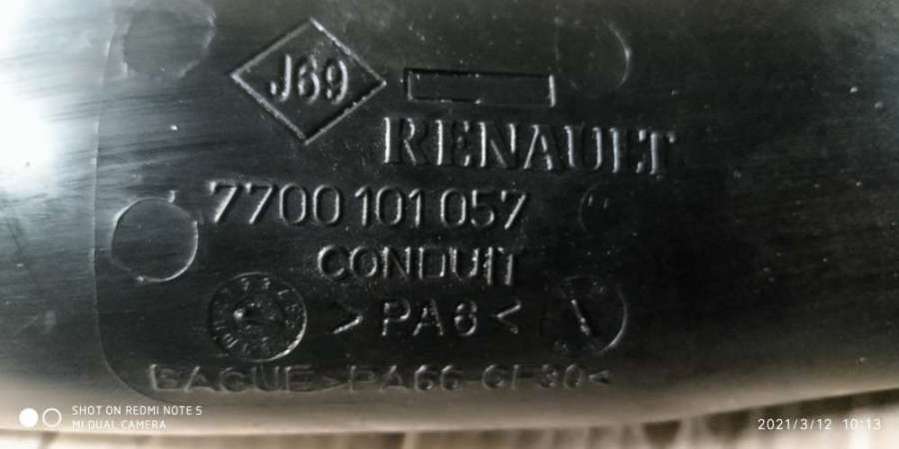 J69
RENAULT
7700 101 057
CONDUIT
>PA6<
BAGUE>PA66-GF30<
SHOT ON REDMI NOTE 5
MI DUAL CAMERA
2021/3/12 10:13